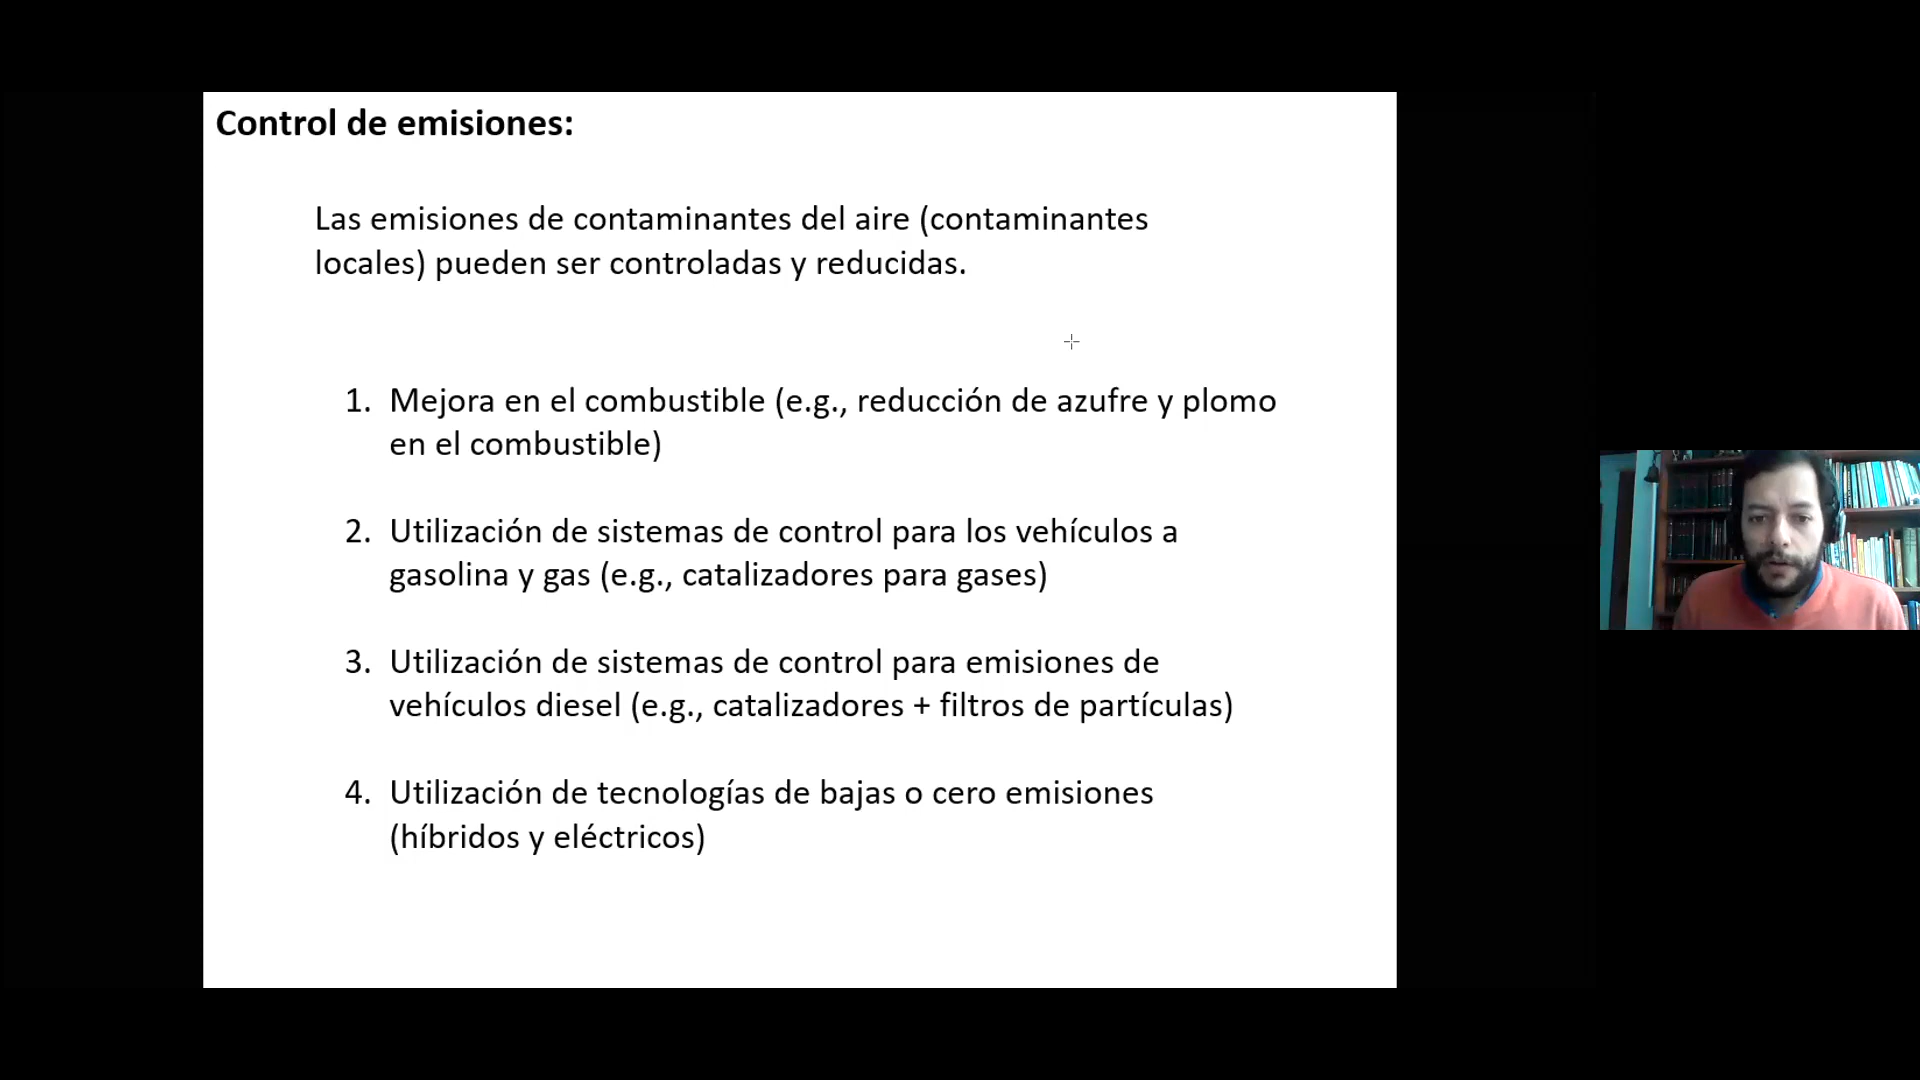 Control de emisiones:
Las emisiones de contaminantes del aire (contaminantes
locales) pueden ser controladas y reducidas.
1. Mejora en el combustible (e.g., reducción de azufre y plomo
en el combustible)
2. Utilización de sistemas de control para los vehículos a
gasolina y gas (e.g., catalizadores para gases)
3. Utilización de sistemas de control para emisiones de
vehículos diesel (e.g., catalizadores + filtros de partículas)
4. Utilización de tecnologías de bajas o cero emisiones
(híbridos y eléctricos)